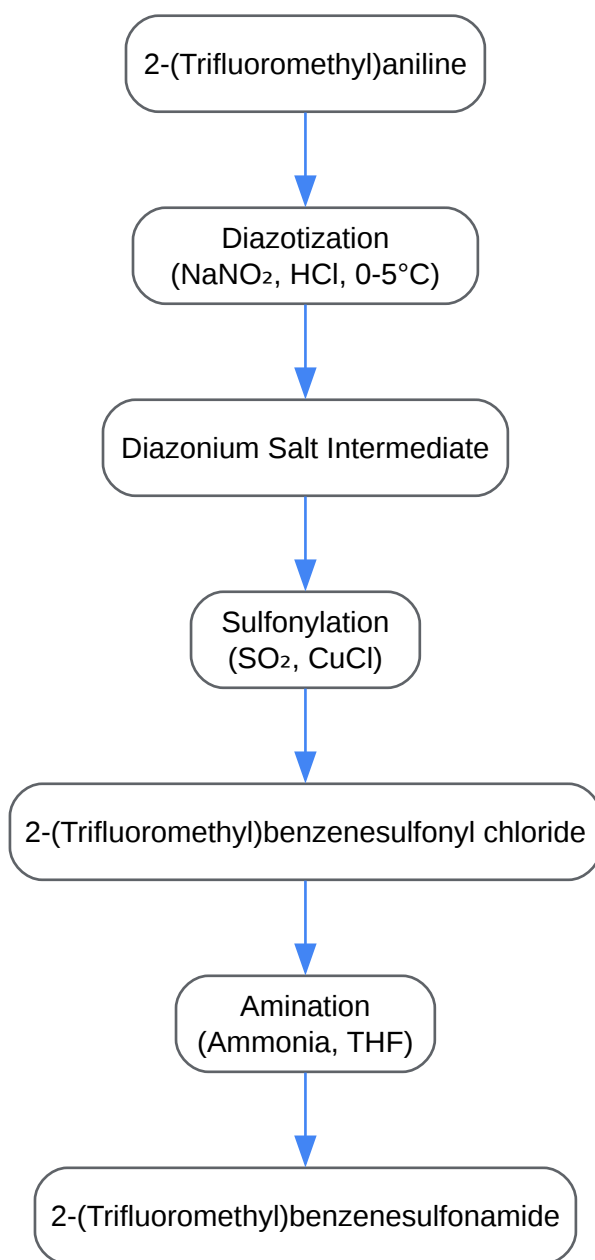 2-(Trifluoromethyl)aniline
Diazotization
(NaNO₂, HCl, 0-5°C)
Diazonium Salt Intermediate
Sulfonylation
(SO₂, CuCl)
2-(Trifluoromethyl)benzenesulfonyl chloride
Amination
(Ammonia, THF)
2-(Trifluoromethyl)benzenesulfonamide